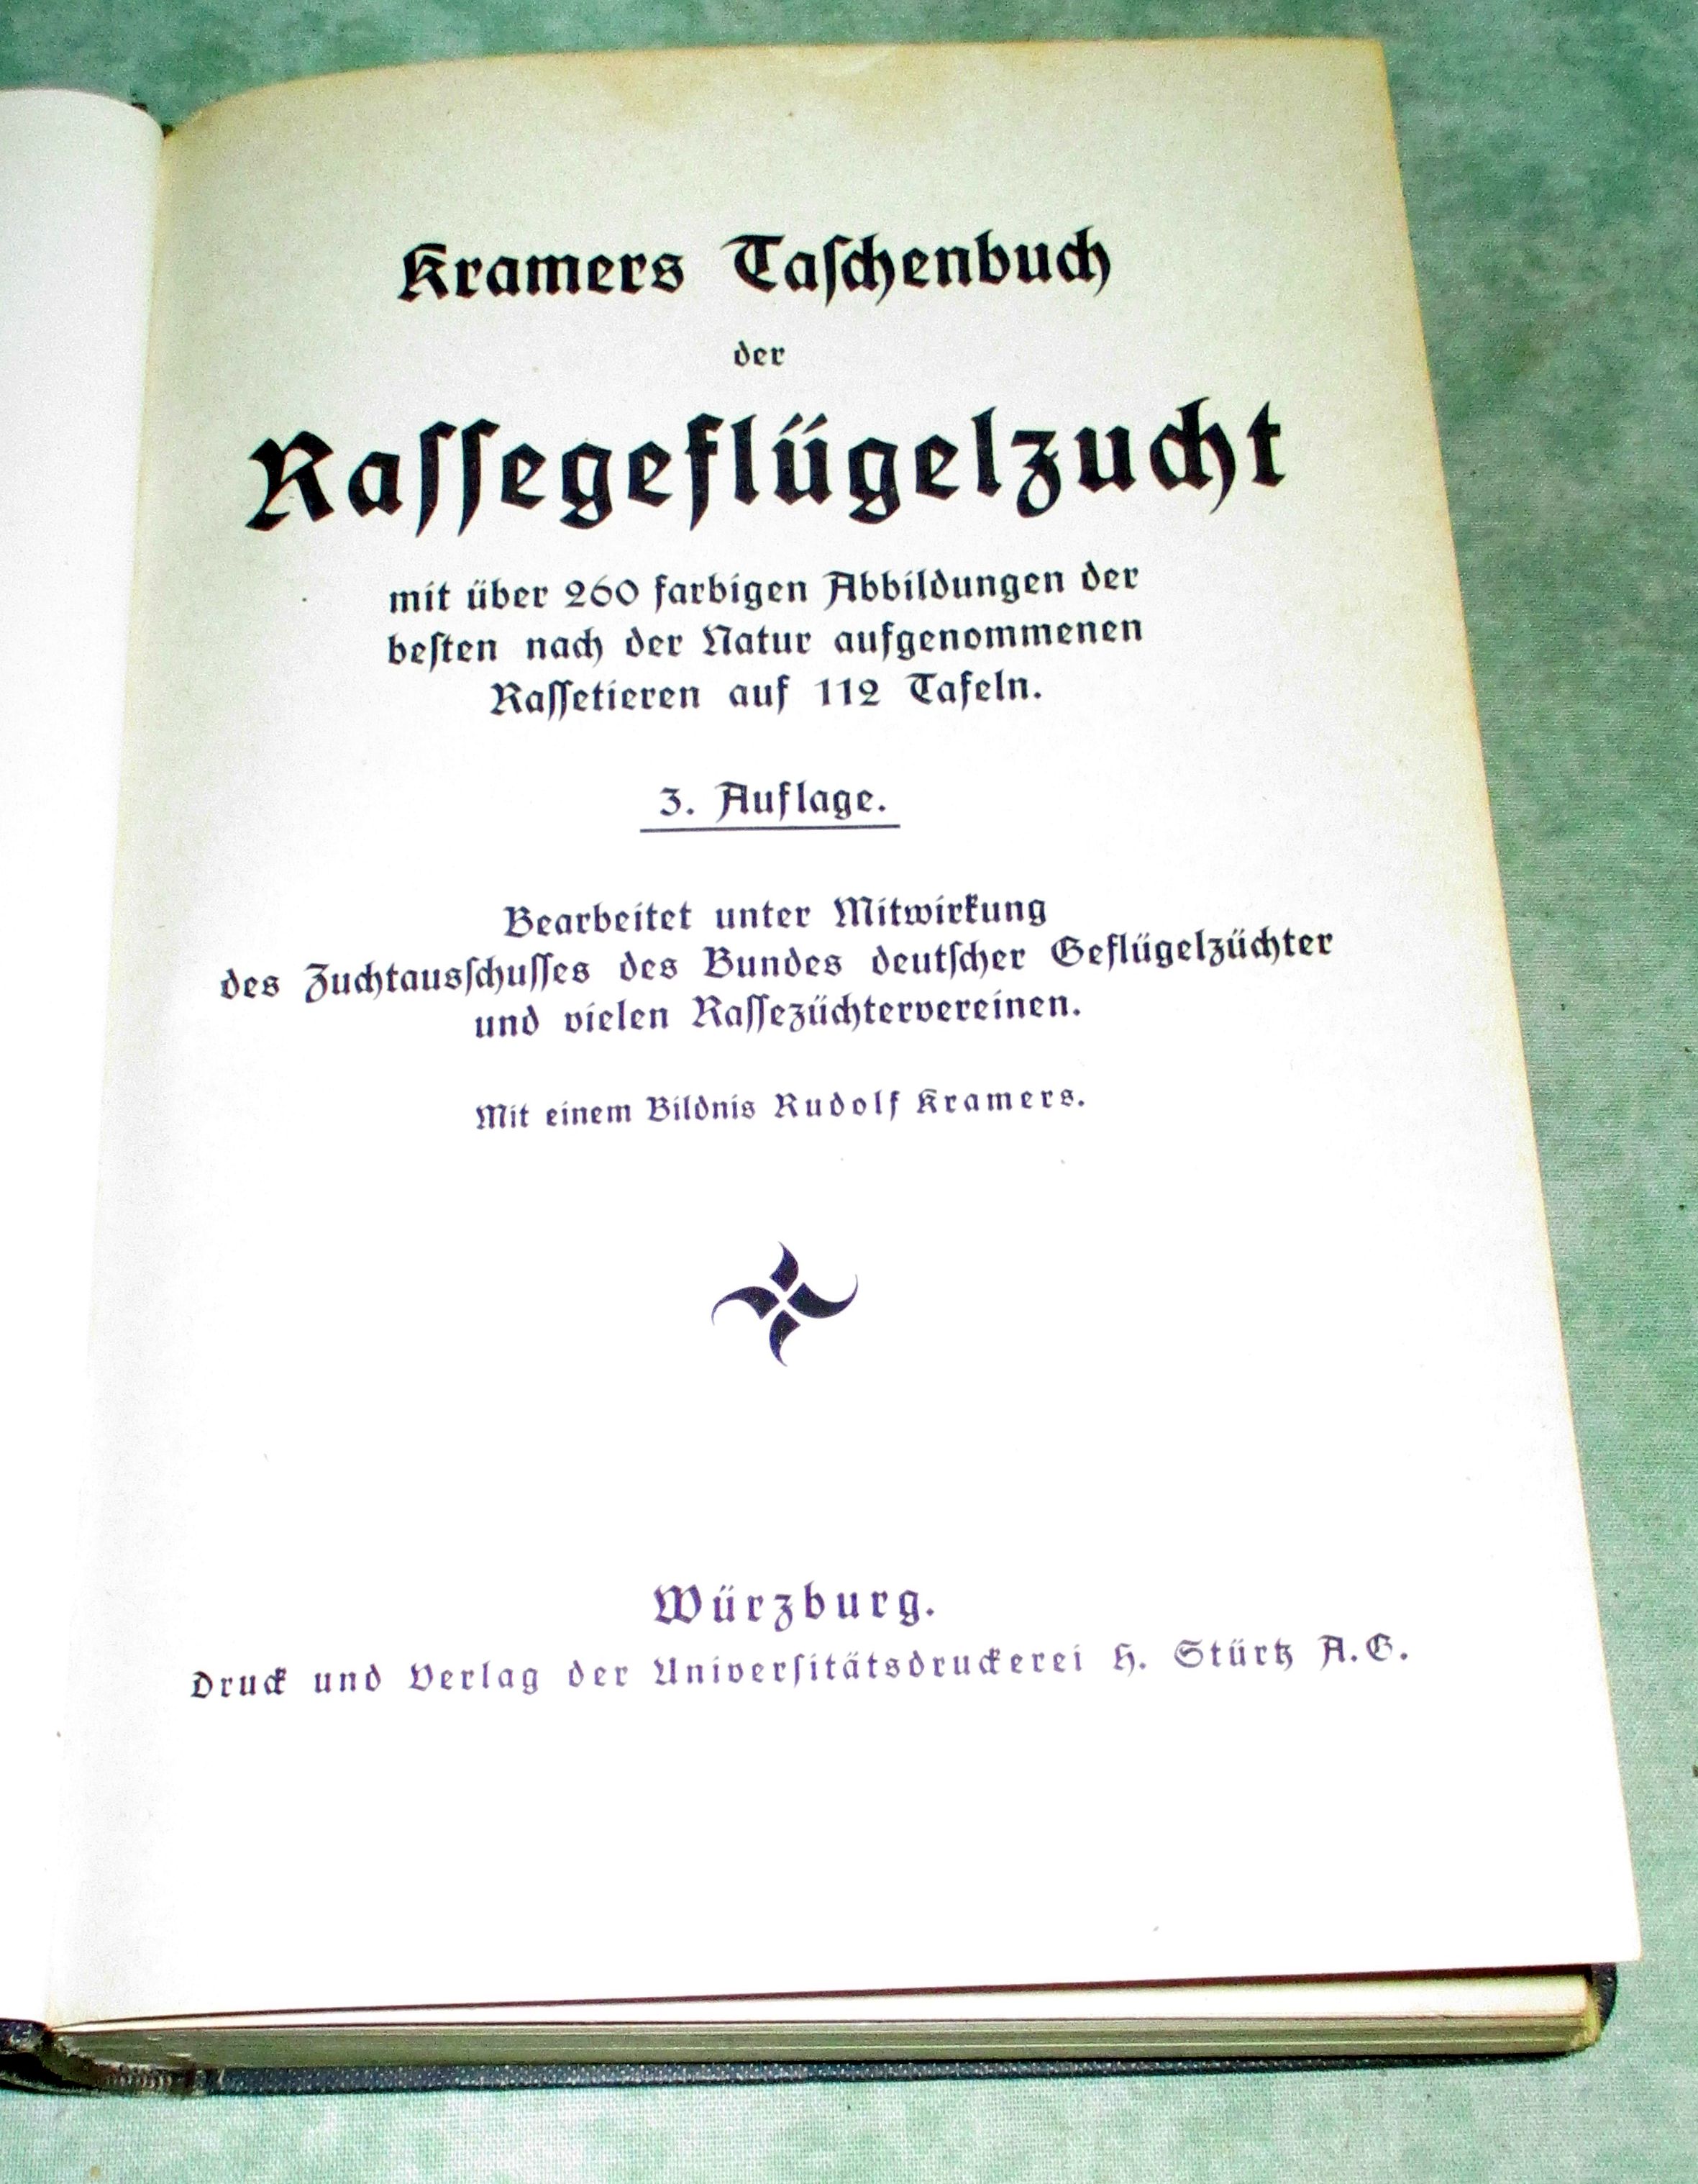 Kramers Taſchenbuch
der
Raſſegeflügelzucht
mit über 260 farbigen Abbildungen der
beſten nach der Natur aufgenommenen
Raſſetieren auf 112 Tafeln.
3. Auflage.
Bearbeitet unter Mitwirkung
des Zuchtausſchuſſes des Bundes deutſcher Geflügelzüchter
und vielen Raſſezüchtervereinen.
Mit einem Bildnis Rudolf Kramers.
Würzburg.
Druck und Verlag der Univerſitätsdruckerei H. Stürtz A.G.